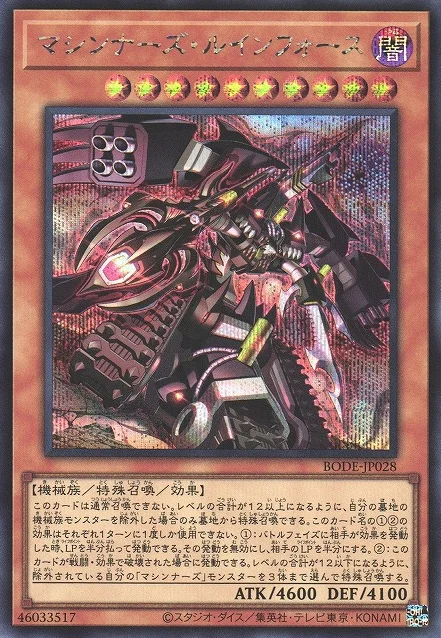 マシンナーズ・ルインフォース
闇
BODE-JP028
【機械族／特殊召喚／効果】
このカードは通常召喚できない。レベルの合計が１２以上になるように、自分の墓地の
機械族モンスターを除外した場合のみ墓地から特殊召喚できる。このカード名の①②の
効果はそれぞれ１ターンに１度しか使用できない。①：バトルフェイズに相手が効果を発動
した時、LPを半分払って発動できる。その発動を無効にし、相手のLPを半分にする。②：この
カードが戦闘・効果で破壊された場合に発動できる。レベルの合計が１２以下になるように、
除外されている自分の「マシンナーズ」モンスターを３体まで選んで特殊召喚する。
ATK/4600 DEF/4100
46033517 ©スタジオ・ダイス／集英社・テレビ東京・KONAMI